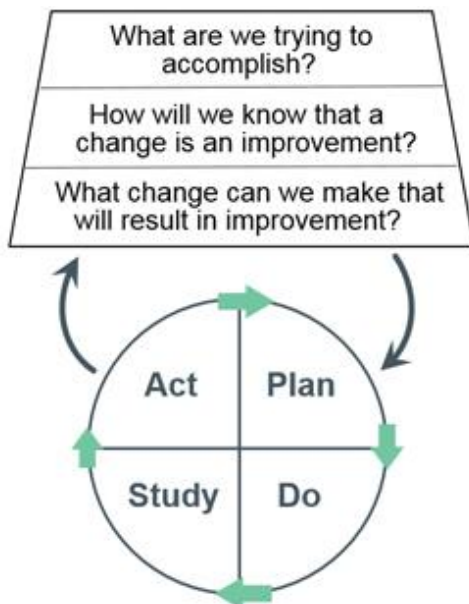 What are we trying to
accomplish?
How will we know that a
change is an improvement?
What change can we make that
will result in improvement?
Act
Plan
Study
Do